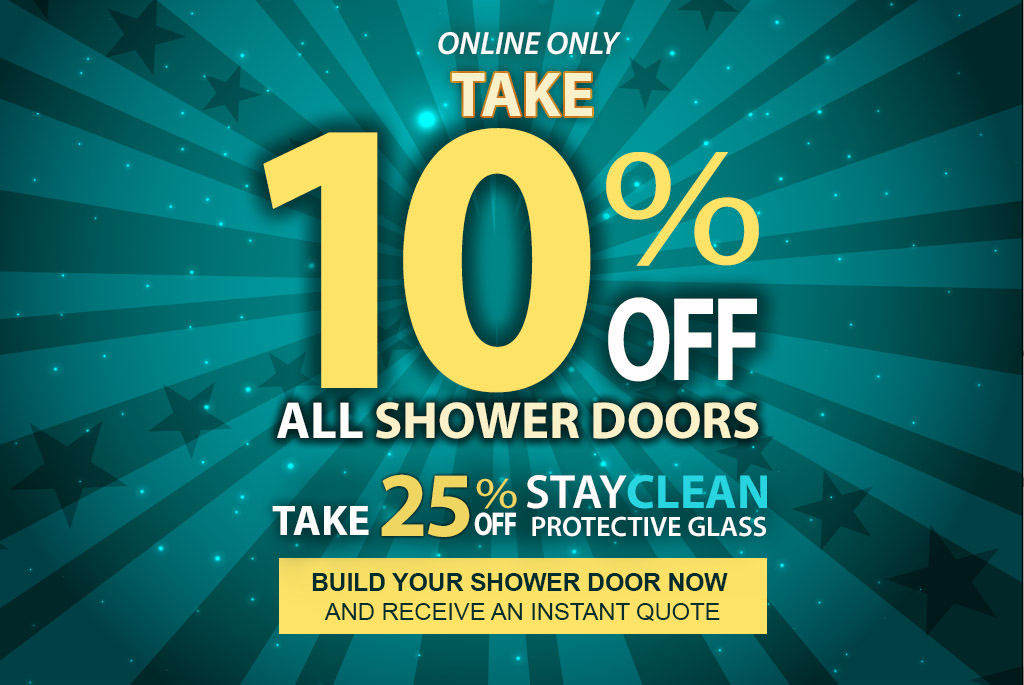 ONLINE ONLY
TAKE
10%
OFF
ALL SHOWER DOORS
TAKE 25% OFF STAYCLEAN
PROTECTIVE GLASS
BUILD YOUR SHOWER DOOR NOW
AND RECEIVE AN INSTANT QUOTE